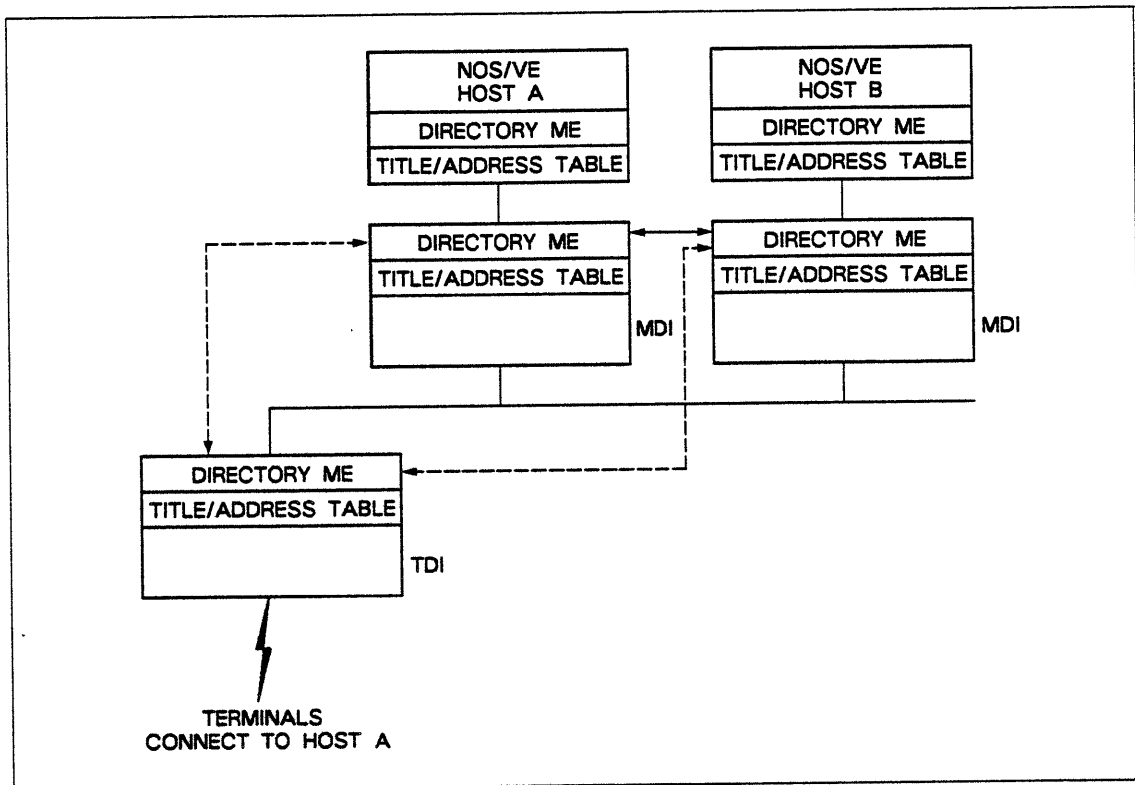 NOS/VE
HOST A
DIRECTORY ME
TITLE/ADDRESS TABLE
NOS/VE
HOST B
DIRECTORY ME
TITLE/ADDRESS TABLE
DIRECTORY ME
TITLE/ADDRESS TABLE
MDI
DIRECTORY ME
TITLE/ADDRESS TABLE
MDI
DIRECTORY ME
TITLE/ADDRESS TABLE
TDI
TERMINALS
CONNECT TO HOST A